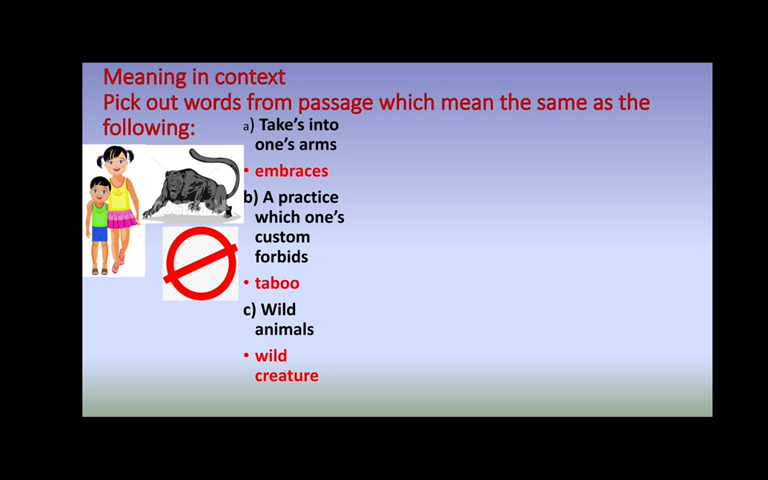 Meaning in context
Pick out words from passage which mean the same as the
following:
a) Take's into
one's arms
• embraces
b) A practice
which one's
custom
forbids
• taboo
c) Wild
animals
• wild
creature